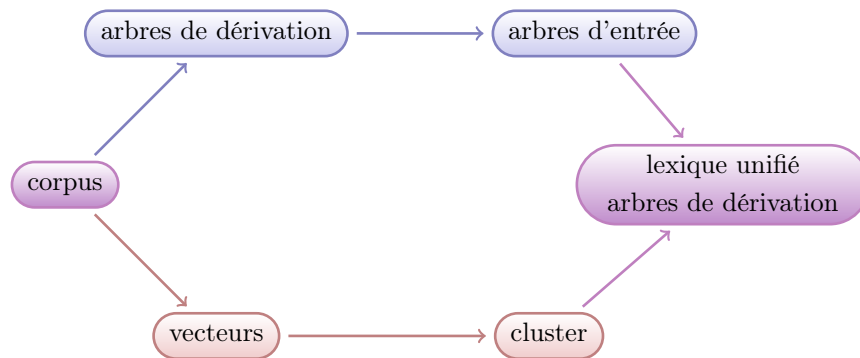 arbres de dérivation
arbres d'entrée
corpus
lexique unifié
arbres de dérivation
vecteurs
cluster